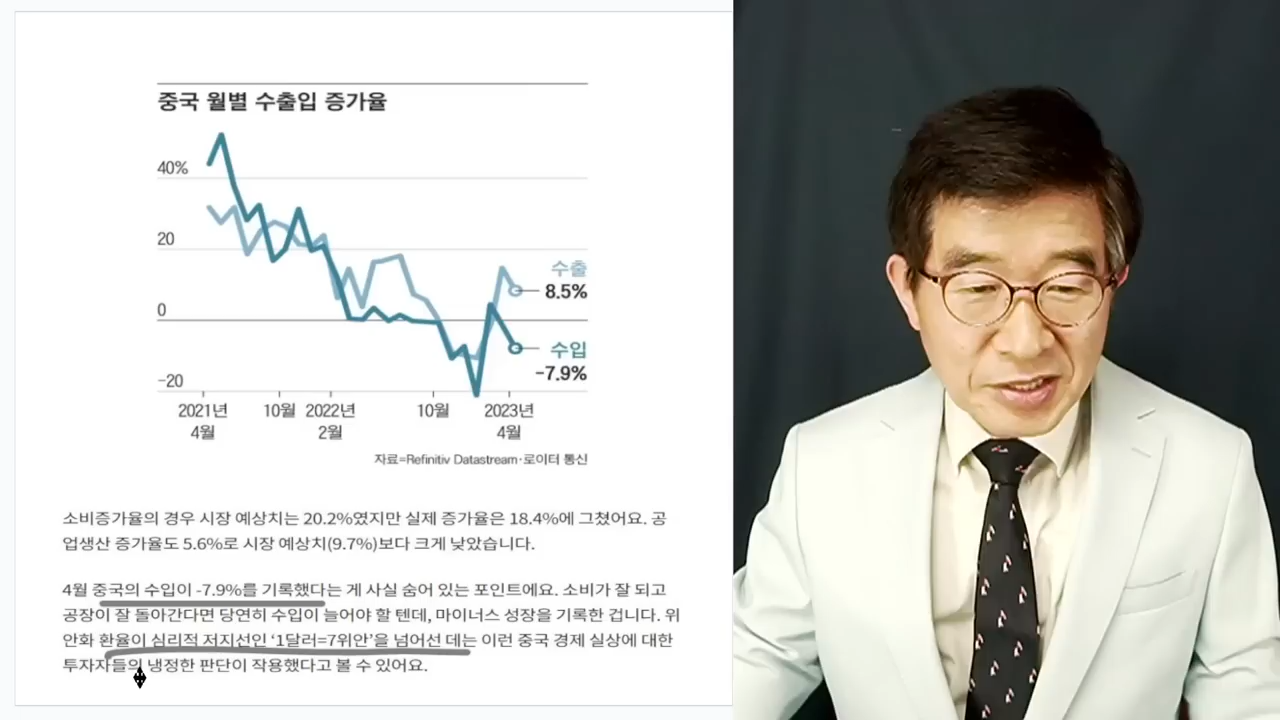 중국 월별 수출입 증가율
40%
20
0
-20
수출
8.5%
수입
-7.9%
2021년 10월 2022년 10월 2023년
4월 2월 4월
자료=Refinitiv Datastream·로이터 통신
소비증가율의 경우 시장 예상치는 20.2%였지만 실제 증가율은 18.4%에 그쳤어요. 공
업생산 증가율도 5.6%로 시장 예상치(9.7%)보다 크게 낮았습니다.
4월 중국의 수입이 -7.9%를 기록했다는 게 사실 숨어 있는 포인트에요. 소비가 잘 되고
공장이 잘 돌아간다면 당연히 수입이 늘어야 할 텐데, 마이너스 성장을 기록한 겁니다. 위
안화 환율이 심리적 저지선인 ‘1달러=7위안’을 넘어선 데는 이런 중국 경제 실상에 대한
투자자들의 냉정한 판단이 작용했다고 볼 수 있어요.